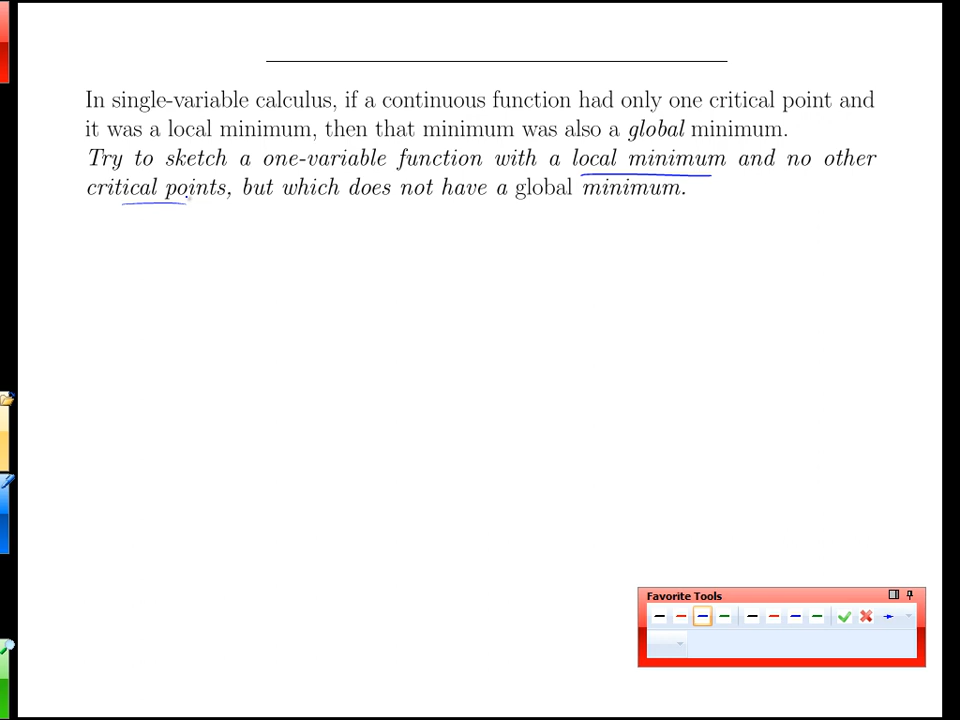 In single-variable calculus, if a continuous function had only one critical point and
it was a local minimum, then that minimum was also a global minimum.
Try to sketch a one-variable function with a local minimum and no other
critical points, but which does not have a global minimum.
Favorite Tools